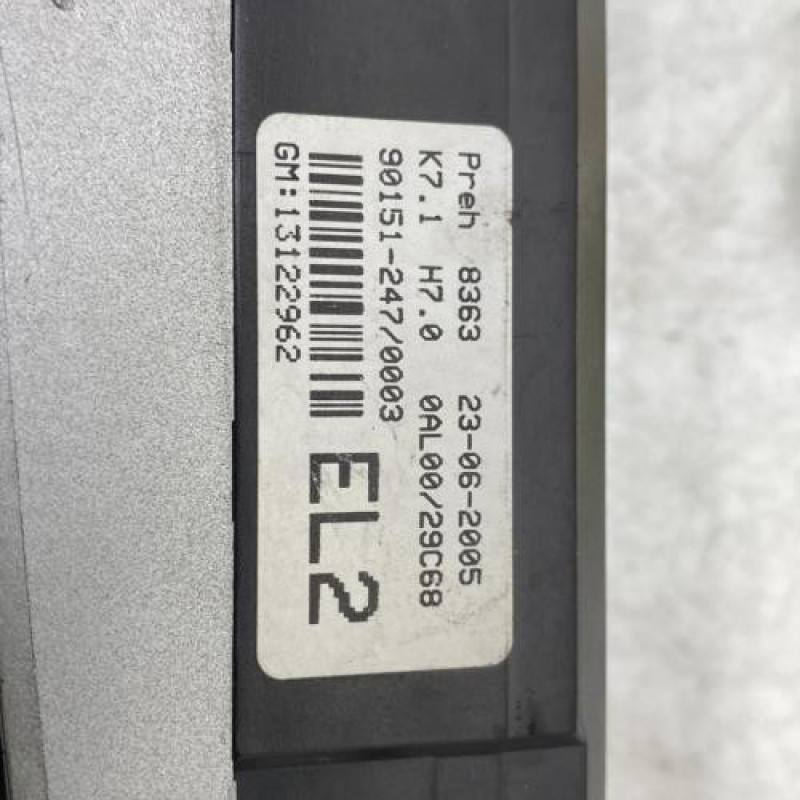 Preh 8363 23-06-2005
K7.1 H7.0 0AL00/29C68
90151-247/0003
EL2
GM:13122962